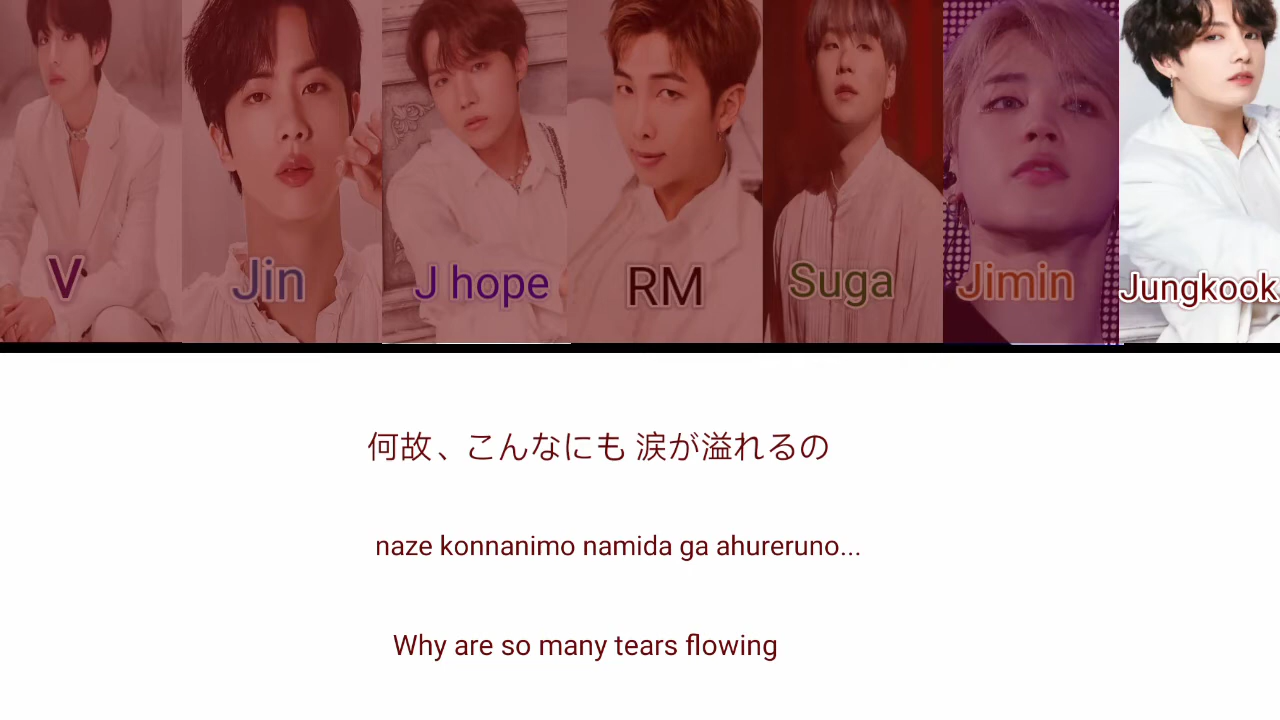 V Jin J hope RM Suga Jimin Jungkook
何故、こんなにも 涙が溢れるの
naze konnanimo namida ga ahureruno...
Why are so many tears flowing